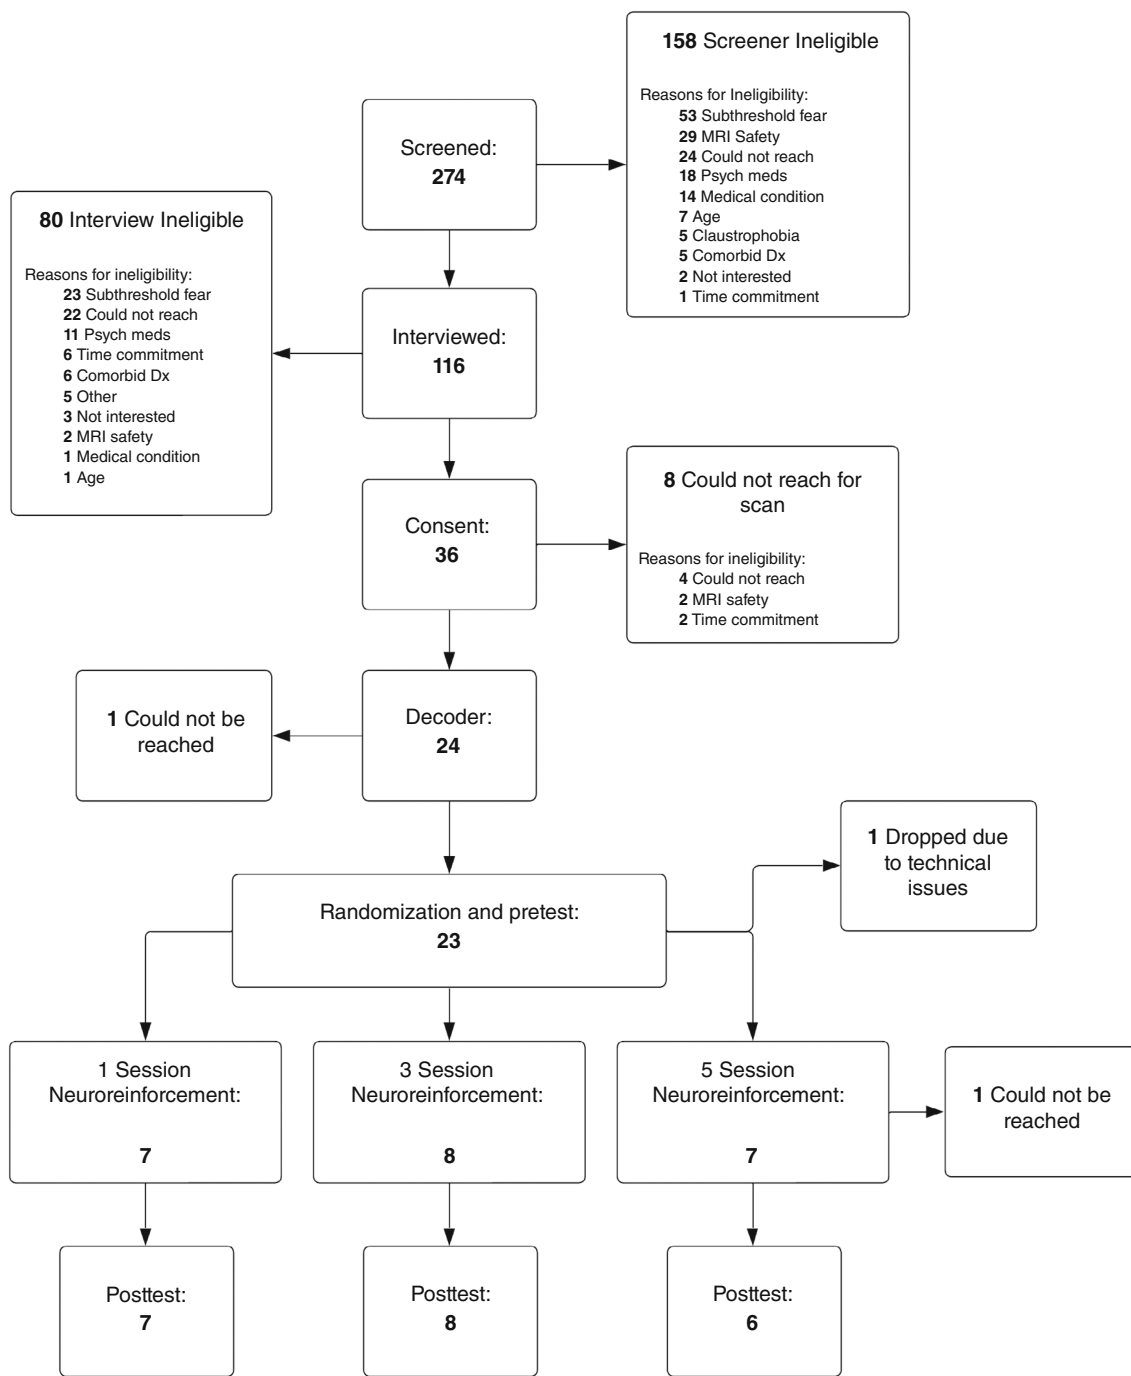 158 Screener Ineligible
Reasons for Ineligibility:
53 Subthreshold fear
29 MRI Safety
24 Could not reach
18 Psych meds
14 Medical condition
7 Age
5 Claustrophobia
5 Comorbid Dx
2 Not interested
1 Time commitment
Screened:
274
80 Interview Ineligible
Reasons for ineligibility:
23 Subthreshold fear
22 Could not reach
11 Psych meds
6 Time commitment
6 Comorbid Dx
5 Other
3 Not interested
2 MRI safety
1 Medical condition
1 Age
Interviewed:
116
8 Could not reach for
scan
Reasons for ineligibility:
4 Could not reach
2 MRI safety
2 Time commitment
Consent:
36
1 Could not be
reached
Decoder:
24
1 Dropped due
to technical
issues
Randomization and pretest:
23
1 Session
Neuroreinforcement:
7
3 Session
Neuroreinforcement:
8
5 Session
Neuroreinforcement:
7
1 Could not be
reached
Posttest:
7
Posttest:
8
Posttest:
6